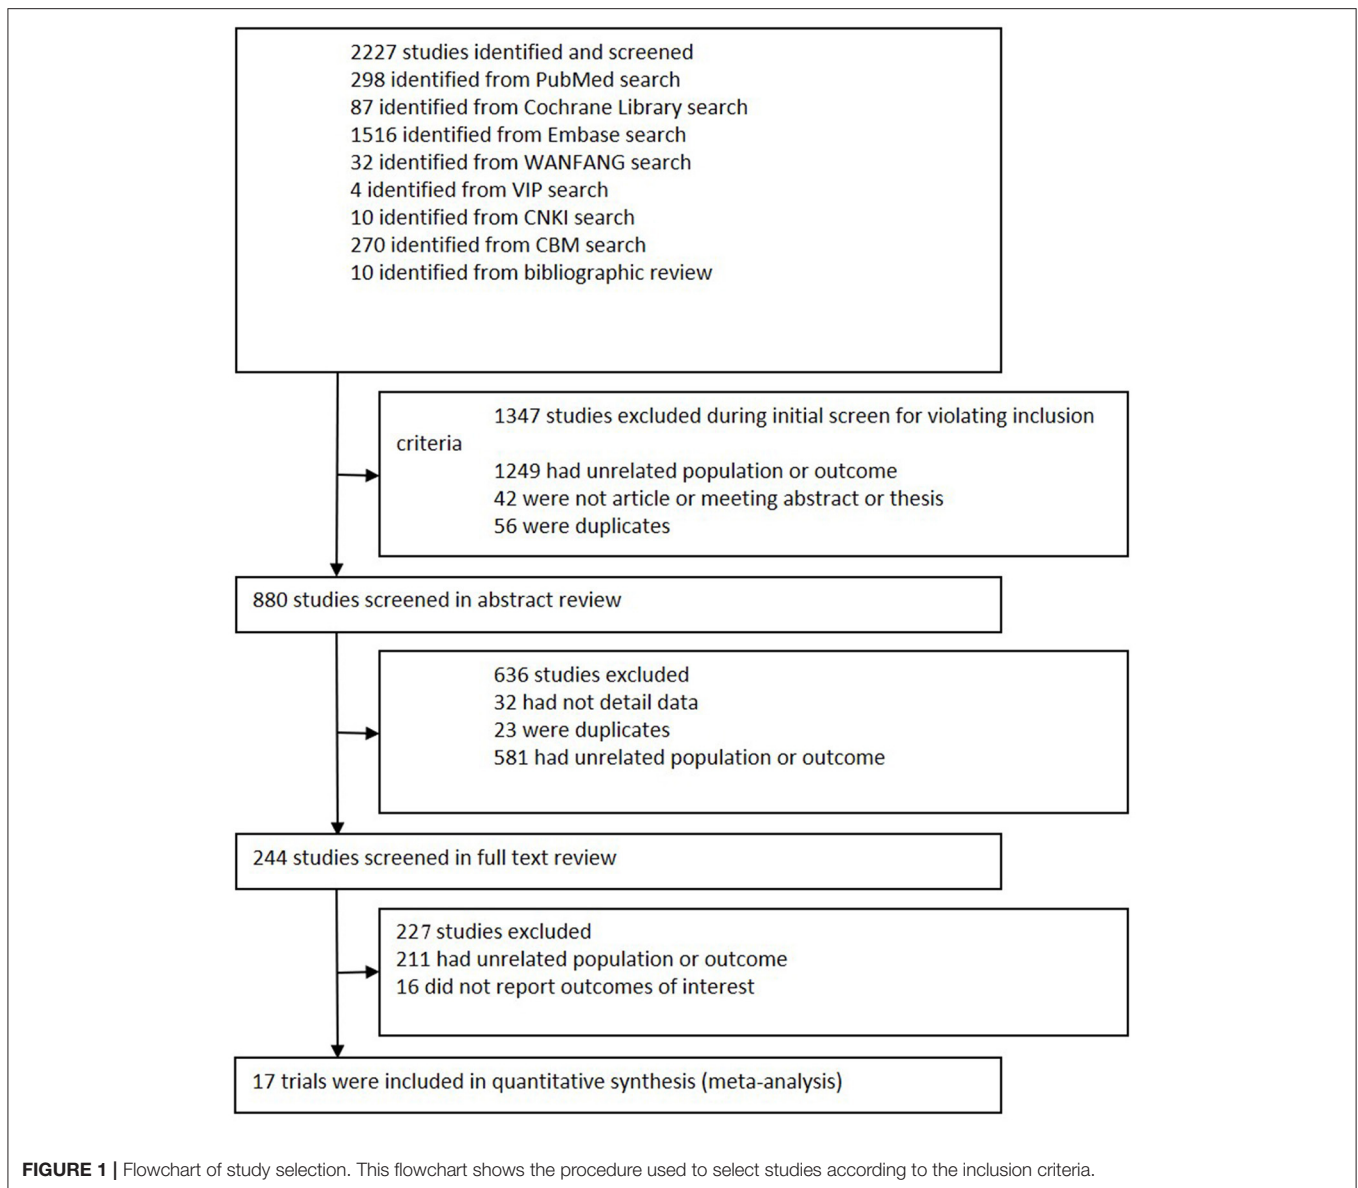 2227 studies identified and screened
298 identified from PubMed search
87 identified from Cochrane Library search
1516 identified from Embase search
32 identified from WANFANG search
4 identified from VIP search
10 identified from CNKI search
270 identified from CBM search
10 identified from bibliographic review
1347 studies excluded during initial screen for violating inclusion
criteria
1249 had unrelated population or outcome
42 were not article or meeting abstract or thesis
56 were duplicates
880 studies screened in abstract review
636 studies excluded
32 had not detail data
23 were duplicates
581 had unrelated population or outcome
244 studies screened in full text review
227 studies excluded
211 had unrelated population or outcome
16 did not report outcomes of interest
17 trials were included in quantitative synthesis (meta-analysis)
FIGURE 1 | Flowchart of study selection. This flowchart shows the procedure used to select studies according to the inclusion criteria.